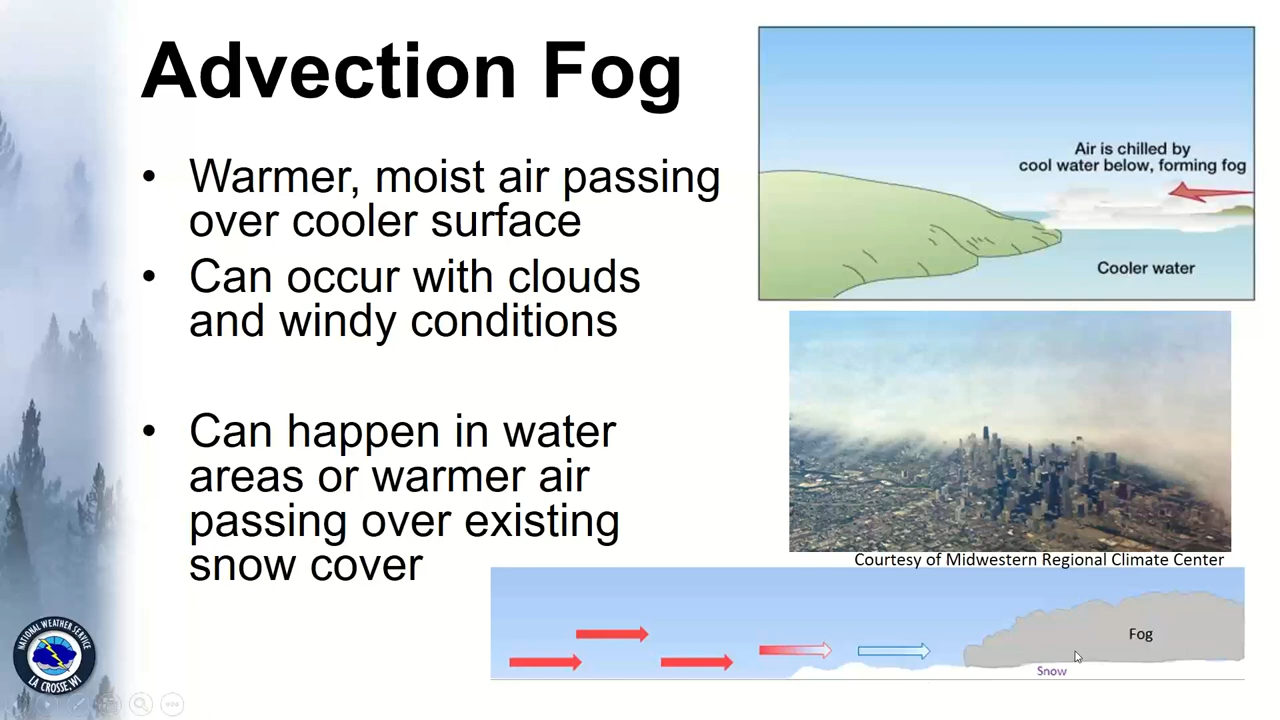 Advection Fog
• Warmer, moist air passing
over cooler surface
• Can occur with clouds
and windy conditions
• Can happen in water
areas or warmer air
passing over existing
snow cover
Air is chilled by
cool water below, forming fog
Cooler water
Courtesy of Midwestern Regional Climate Center
Fog
Snow
NATIONAL WEATHER SERVICE
LA CROSSE, WI